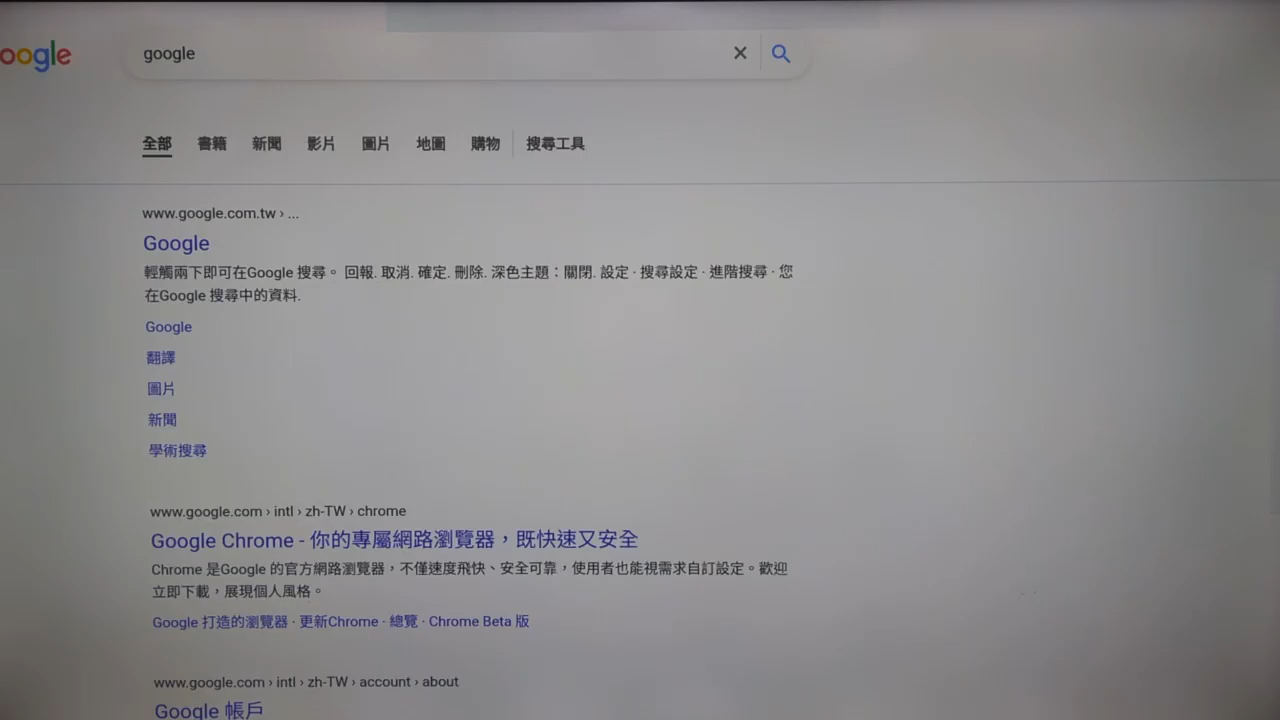 oogle
google
全部 書籍 新聞 影片 圖片 地圖 購物 搜尋工具
www.google.com.tw › ...
Google
輕觸兩下即可在Google 搜尋。 回報. 取消. 確定. 刪除. 深色主題：關閉. 設定 · 搜尋設定 · 進階搜尋 · 您
在Google 搜尋中的資料.
Google
翻譯
圖片
新聞
學術搜尋
www.google.com › intl › zh-TW › chrome
Google Chrome - 你的專屬網路瀏覽器，既快速又安全
Chrome 是Google 的官方網路瀏覽器，不僅速度飛快、安全可靠，使用者也能視需求自訂設定。歡迎
立即下載，展現個人風格。
Google 打造的瀏覽器 · 更新Chrome · 總覽 · Chrome Beta 版
www.google.com › intl › zh-TW › account › about
Google 帳戶